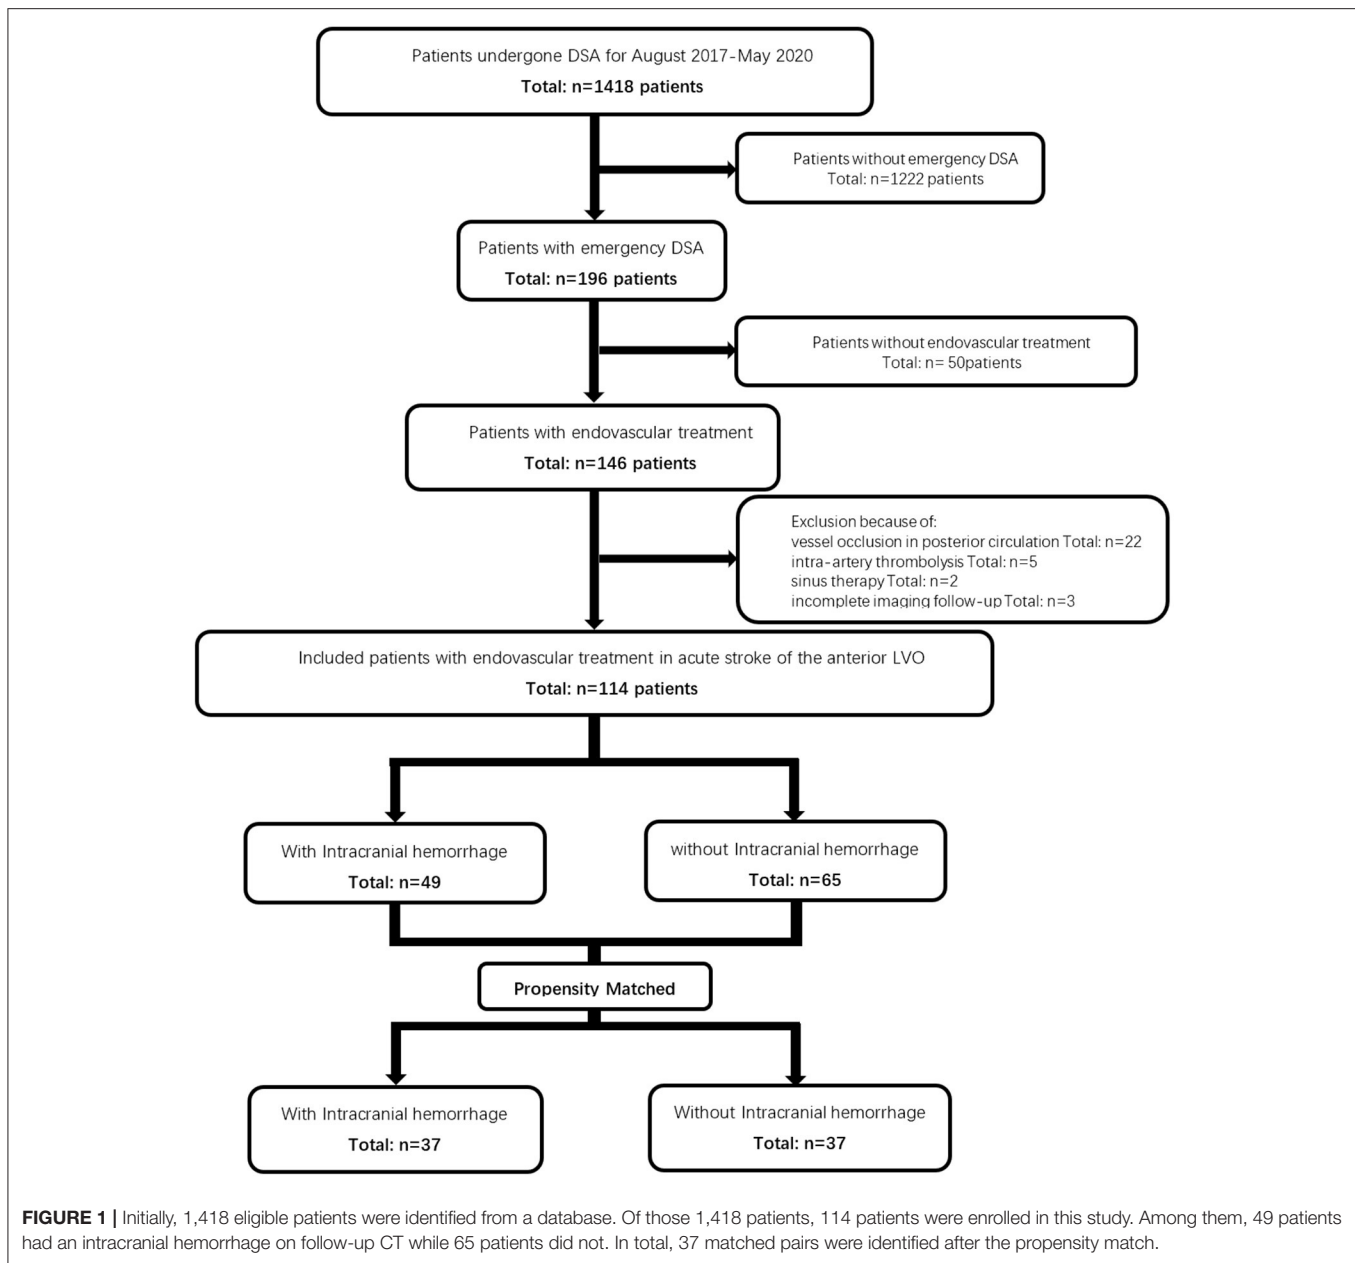 Patients undergone DSA for August 2017-May 2020
Total: n=1418 patients
Patients without emergency DSA
Total: n=1222 patients
Patients with emergency DSA
Total: n=196 patients
Patients without endovascular treatment
Total: n= 50patients
Patients with endovascular treatment
Total: n=146 patients
Exclusion because of:
vessel occlusion in posterior circulation Total: n=22
intra-artery thrombolysis Total: n=5
sinus therapy Total: n=2
incomplete imaging follow-up Total: n=3
Included patients with endovascular treatment in acute stroke of the anterior LVO
Total: n=114 patients
With Intracranial hemorrhage
Total: n=49
without Intracranial hemorrhage
Total: n=65
Propensity Matched
With Intracranial hemorrhage
Total: n=37
Without Intracranial hemorrhage
Total: n=37
FIGURE 1 | Initially, 1,418 eligible patients were identified from a database. Of those 1,418 patients, 114 patients were enrolled in this study. Among them, 49 patients
had an intracranial hemorrhage on follow-up CT while 65 patients did not. In total, 37 matched pairs were identified after the propensity match.